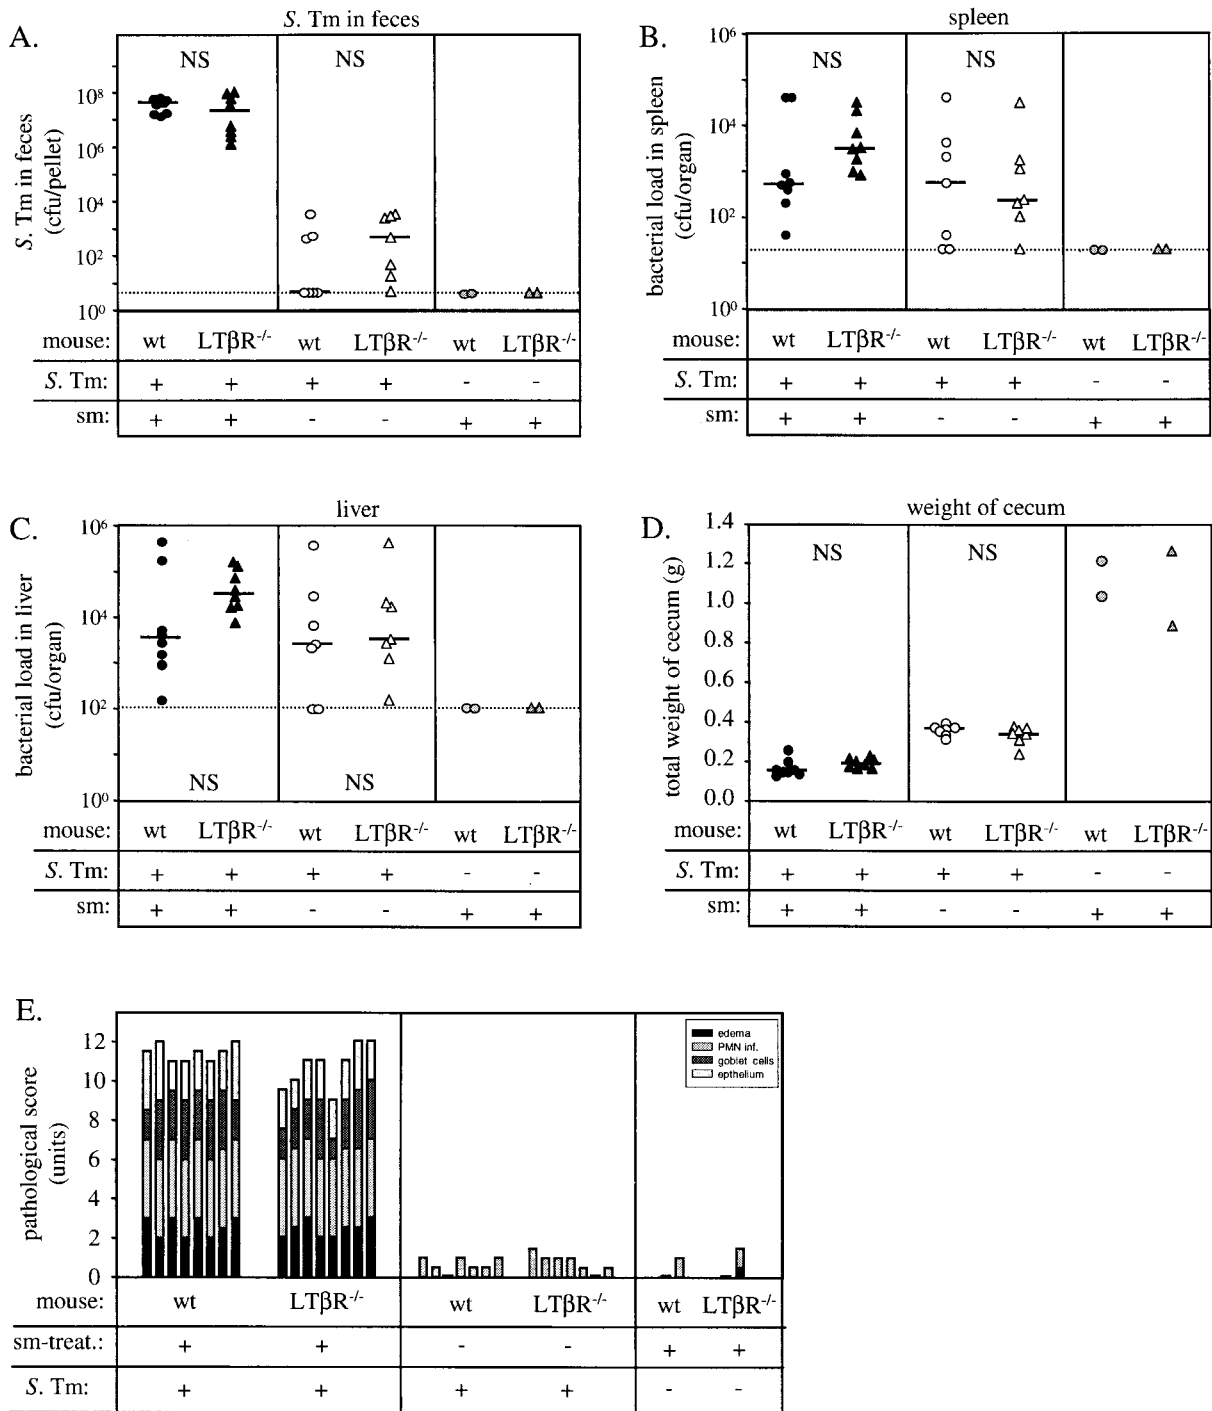 A.
S. Tm in feces
NS NS
S. Tm in feces
(cfu/pellet)
10⁸
10⁶
10⁴
10²
10⁰
mouse: wt LTβR-/- wt LTβR-/- wt LTβR-/-
S. Tm: + + + + - -
sm: + + - - + +
B.
spleen
NS NS
bacterial load in spleen
(cfu/organ)
10⁶
10⁴
10²
10⁰
mouse: wt LTβR-/- wt LTβR-/- wt LTβR-/-
S. Tm: + + + + - -
sm: + + - - + +
C.
liver
bacterial load in liver
(cfu/organ)
10⁶
10⁴
10²
10⁰
NS NS
mouse: wt LTβR-/- wt LTβR-/- wt LTβR-/-
S. Tm: + + + + - -
sm: + + - - + +
D.
weight of cecum
NS NS
total weight of cecum (g)
1.4
1.2
1.0
0.8
0.6
0.4
0.2
0.0
mouse: wt LTβR-/- wt LTβR-/- wt LTβR-/-
S. Tm: + + + + - -
sm: + + - - + +
E.
pathological score
(units)
12
10
8
6
4
2
0
edema
PMN inf.
goblet cells
epthelium
mouse: wt LTβR-/- wt LTβR-/- wt LTβR-/-
sm-treat.: + + - - + +
S. Tm: + + + + - -